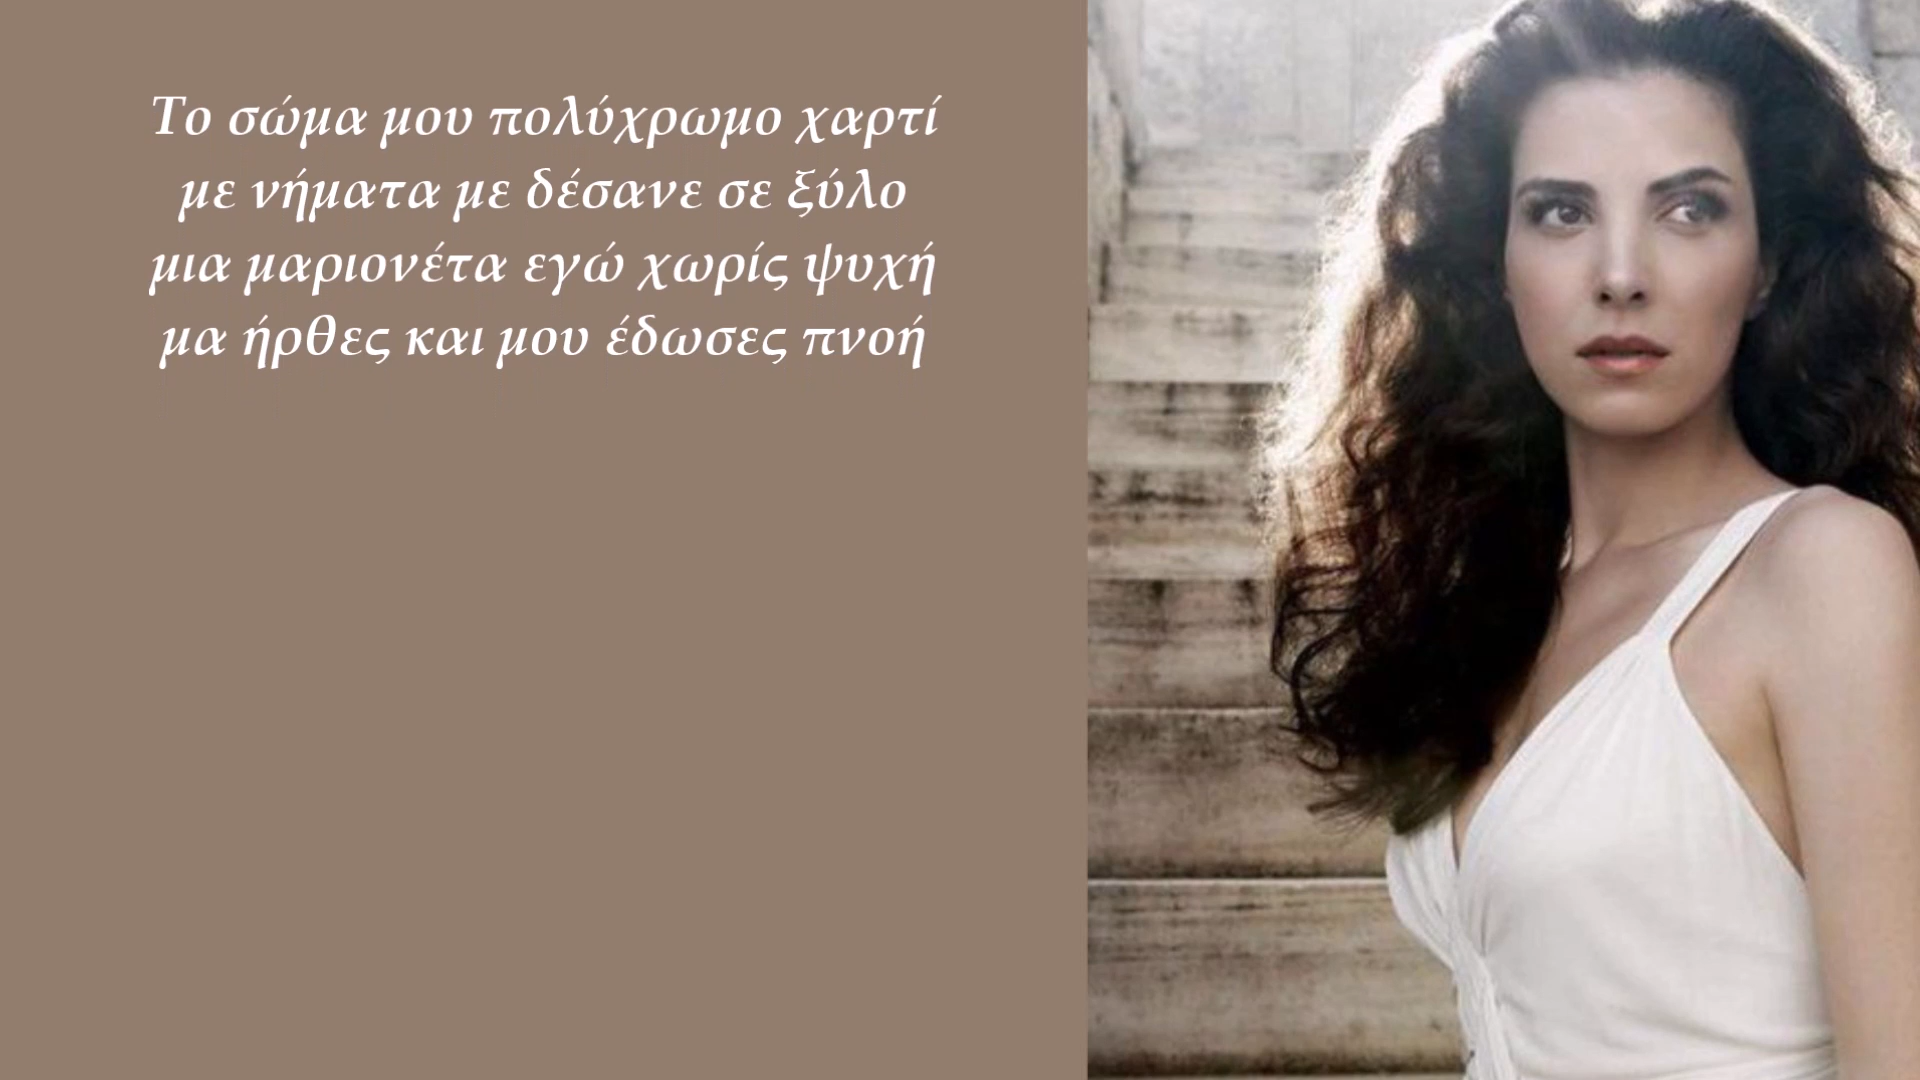 Το σώμα μου πολύχρωμο χαρτί
με νήματα με δέσανε σε ξύλο
μια μαριονέτα εγώ χωρίς ψυχή
μα ήρθες και μου έδωσες πνοή